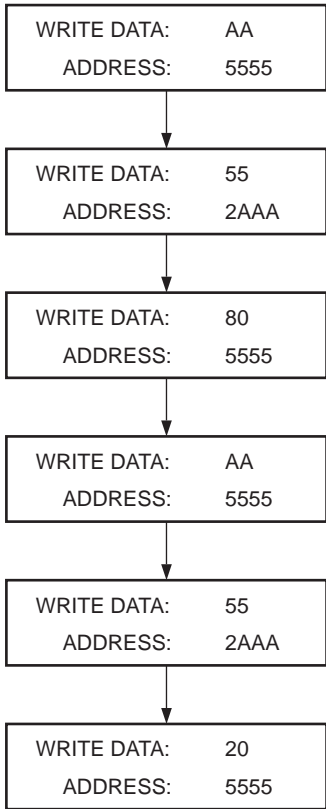 WRITE DATA: AA
ADDRESS: 5555
WRITE DATA: 55
ADDRESS: 2AAA
WRITE DATA: 80
ADDRESS: 5555
WRITE DATA: AA
ADDRESS: 5555
WRITE DATA: 55
ADDRESS: 2AAA
WRITE DATA: 20
ADDRESS: 5555